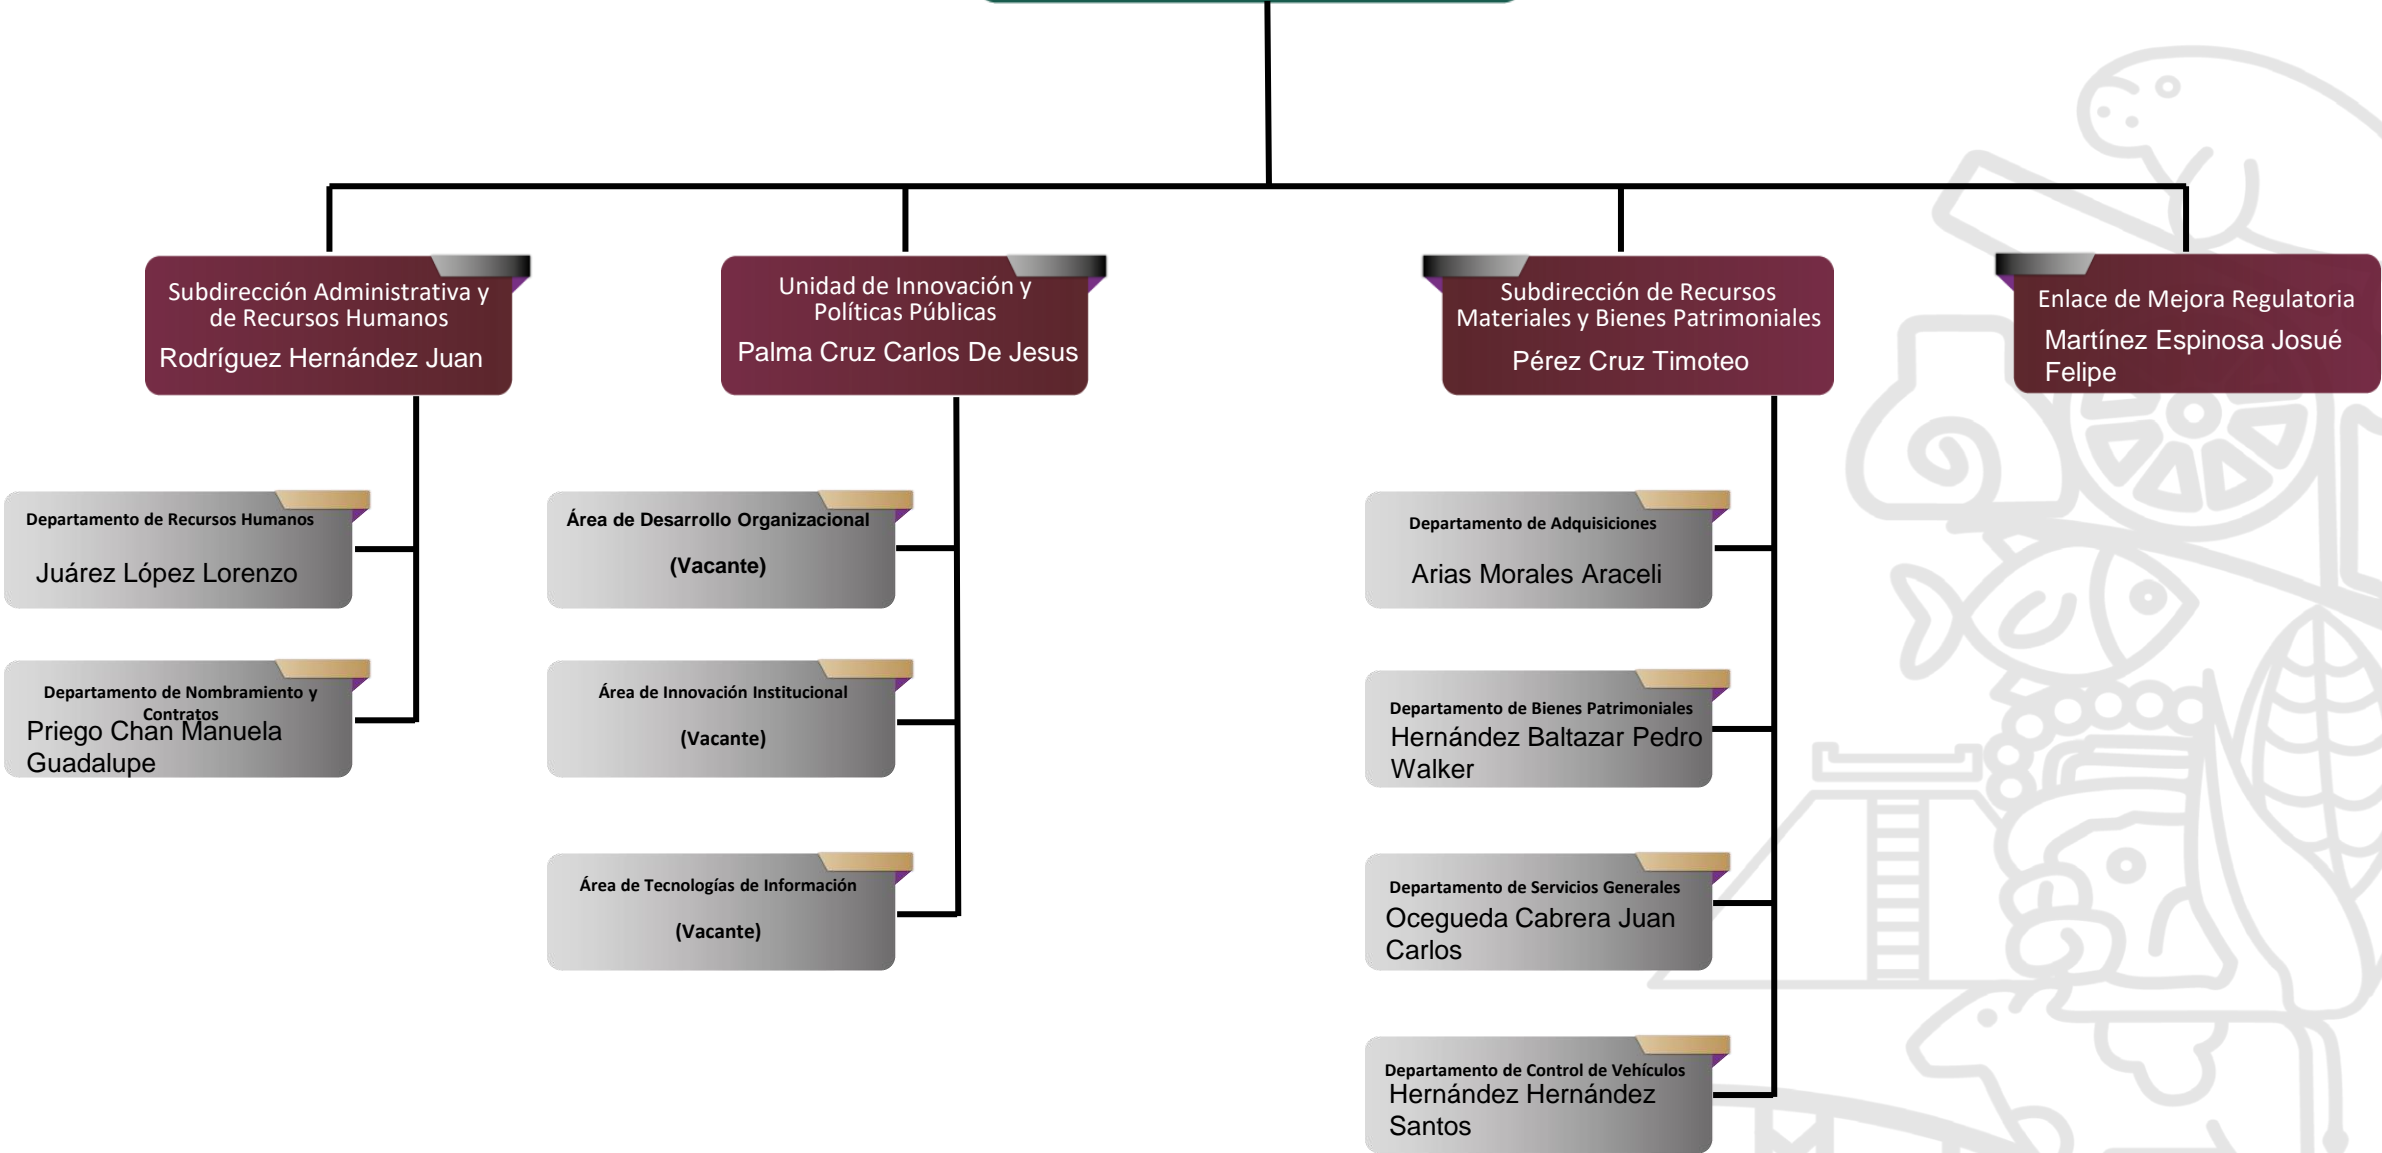 Subdirección Administrativa y
de Recursos Humanos
Rodríguez Hernández Juan
Unidad de Innovación y
Políticas Públicas
Palma Cruz Carlos De Jesus
Subdirección de Recursos
Materiales y Bienes Patrimoniales
Pérez Cruz Timoteo
Enlace de Mejora Regulatoria
Martínez Espinosa Josué
Felipe
Departamento de Recursos Humanos
Juárez López Lorenzo
Departamento de Nombramiento y
Contratos
Priego Chan Manuela
Guadalupe
Área de Desarrollo Organizacional
(Vacante)
Área de Innovación Institucional
(Vacante)
Área de Tecnologías de Información
(Vacante)
Departamento de Adquisiciones
Arias Morales Araceli
Departamento de Bienes Patrimoniales
Hernández Baltazar Pedro
Walker
Departamento de Servicios Generales
Ocegueda Cabrera Juan
Carlos
Departamento de Control de Vehículos
Hernández Hernández
Santos